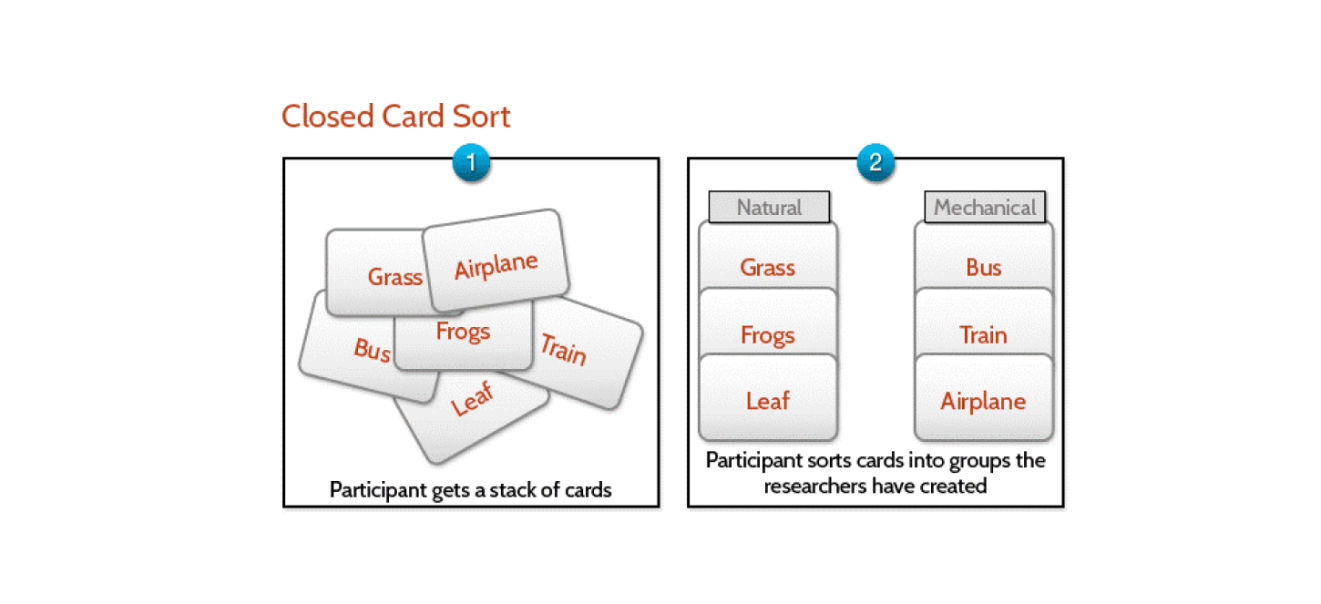 Closed Card Sort
1
Grass
Airplane
Bus
Frogs
Train
Leaf
Participant gets a stack of cards
2
Natural
Grass
Frogs
Leaf
Mechanical
Bus
Train
Airplane
Participant sorts cards into groups the
researchers have created